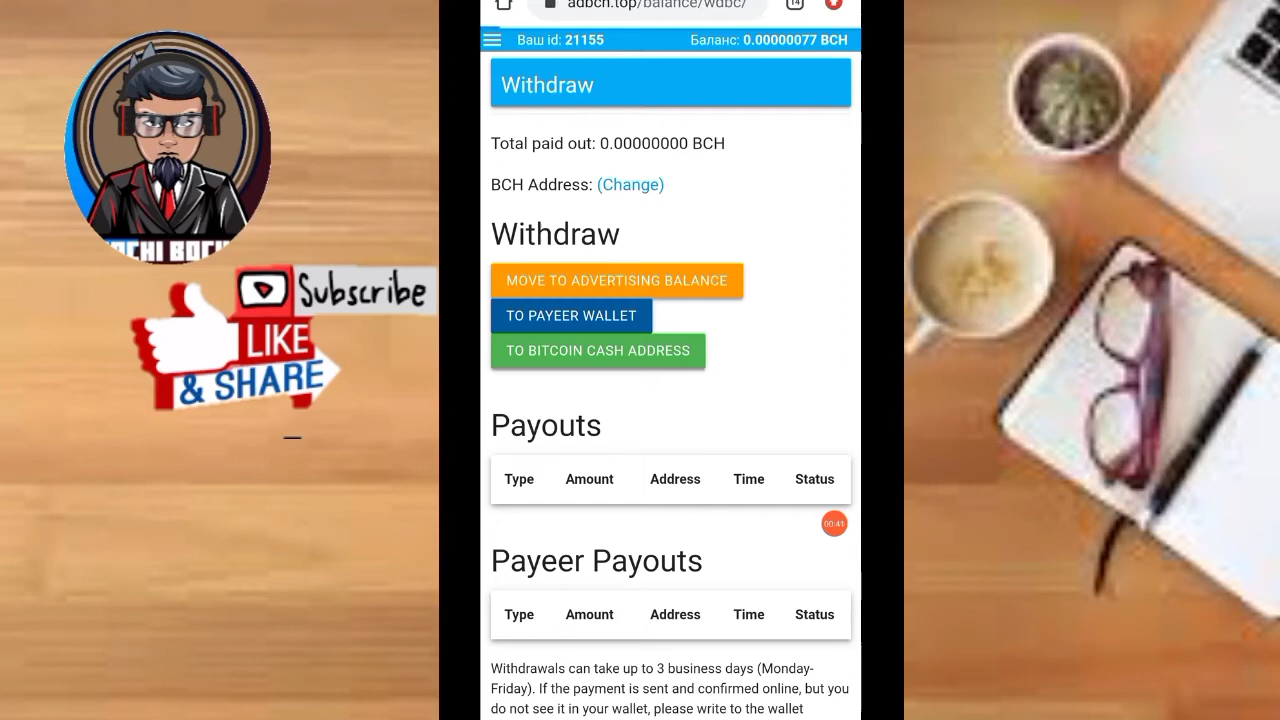 adbch.top/balance/wdbc/
14
Ваш id: 21155
Баланс: 0.00000077 BCH
Withdraw
Total paid out: 0.00000000 BCH
BCH Address: (Change)
Withdraw
MOVE TO ADVERTISING BALANCE
TO PAYEER WALLET
TO BITCOIN CASH ADDRESS
Payouts
Type Amount Address Time Status
00:41
Payeer Payouts
Type Amount Address Time Status
Withdrawals can take up to 3 business days (Monday-
Friday). If the payment is sent and confirmed online, but you
do not see it in your wallet, please write to the wallet
Subscribe
LIKE
& SHARE